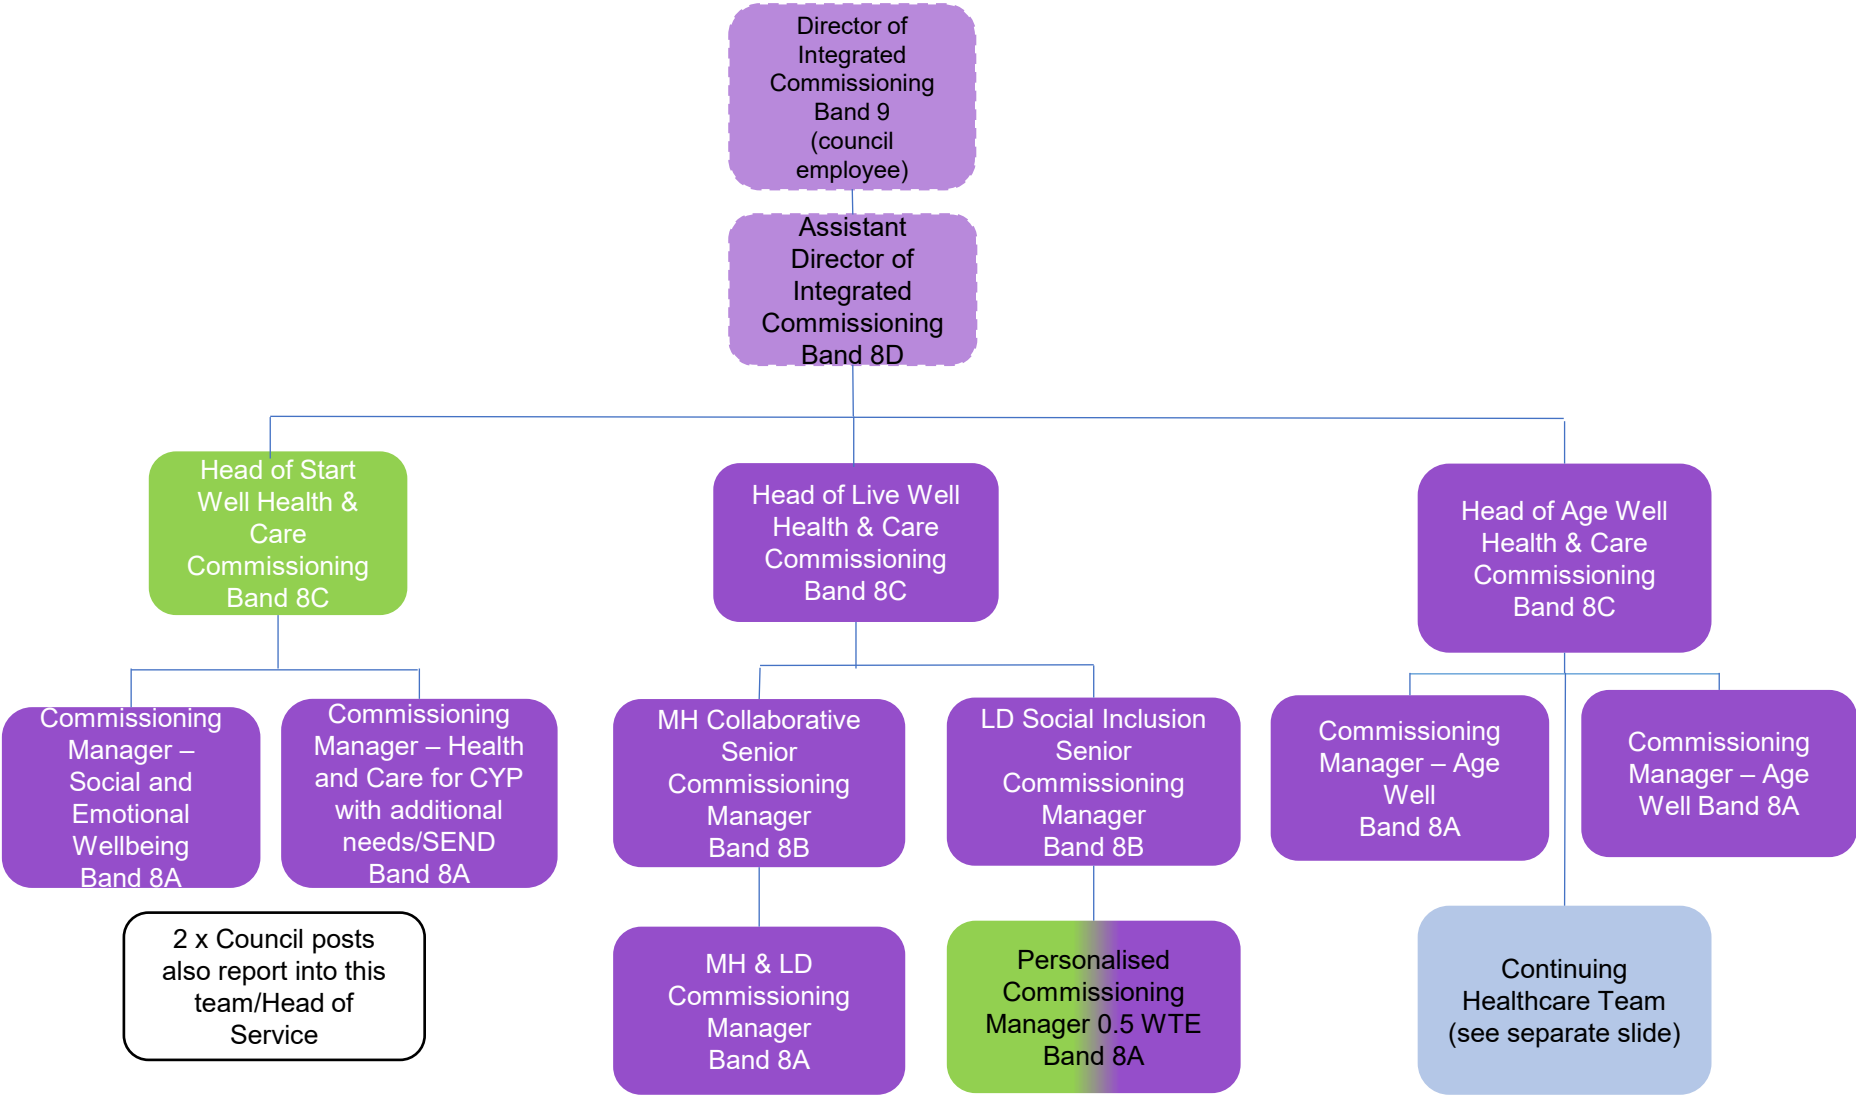 Director of
Integrated
Commissioning
Band 9
(council
employee)
Assistant
Director of
Integrated
Commissioning
Band 8D
Head of Start
Well Health &
Care
Commissioning
Band 8C
Head of Live Well
Health & Care
Commissioning
Band 8C
Head of Age Well
Health & Care
Commissioning
Band 8C
Commissioning
Manager –
Social and
Emotional
Wellbeing
Band 8A
Commissioning
Manager – Health
and Care for CYP
with additional
needs/SEND
Band 8A
MH Collaborative
Senior
Commissioning
Manager
Band 8B
LD Social Inclusion
Senior
Commissioning
Manager
Band 8B
Commissioning
Manager – Age
Well
Band 8A
Commissioning
Manager – Age
Well Band 8A
2 x Council posts
also report into this
team/Head of
Service
MH & LD
Commissioning
Manager
Band 8A
Personalised
Commissioning
Manager 0.5 WTE
Band 8A
Continuing
Healthcare Team
(see separate slide)